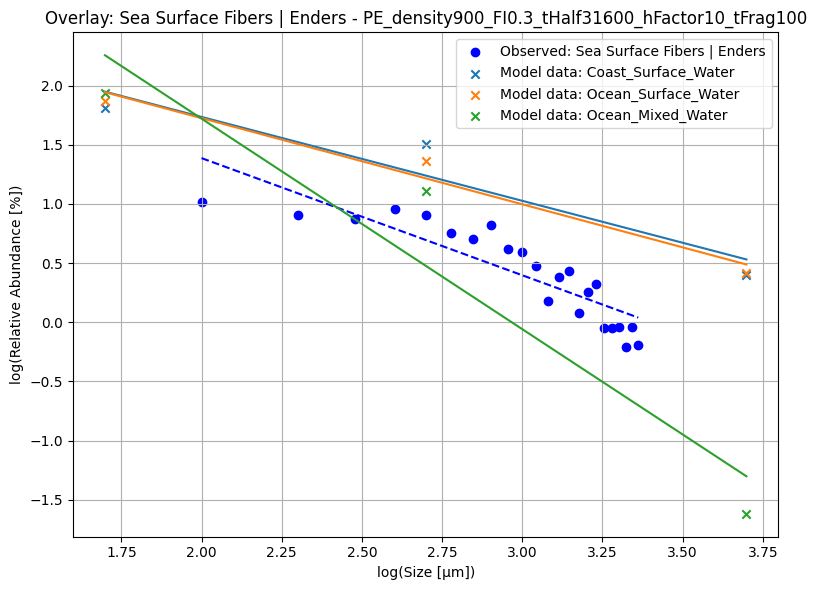 Overlay: Sea Surface Fibers | Enders - PE_density900_FI0.3_tHalf31600_hFactor10_tFrag100
Observed: Sea Surface Fibers | Enders
Model data: Coast_Surface_Water
Model data: Ocean_Surface_Water
Model data: Ocean_Mixed_Water
log(Relative Abundance [%])
2.0
1.5
1.0
0.5
0.0
−0.5
−1.0
−1.5
1.75 2.00 2.25 2.50 2.75 3.00 3.25 3.50 3.75
log(Size [μm])